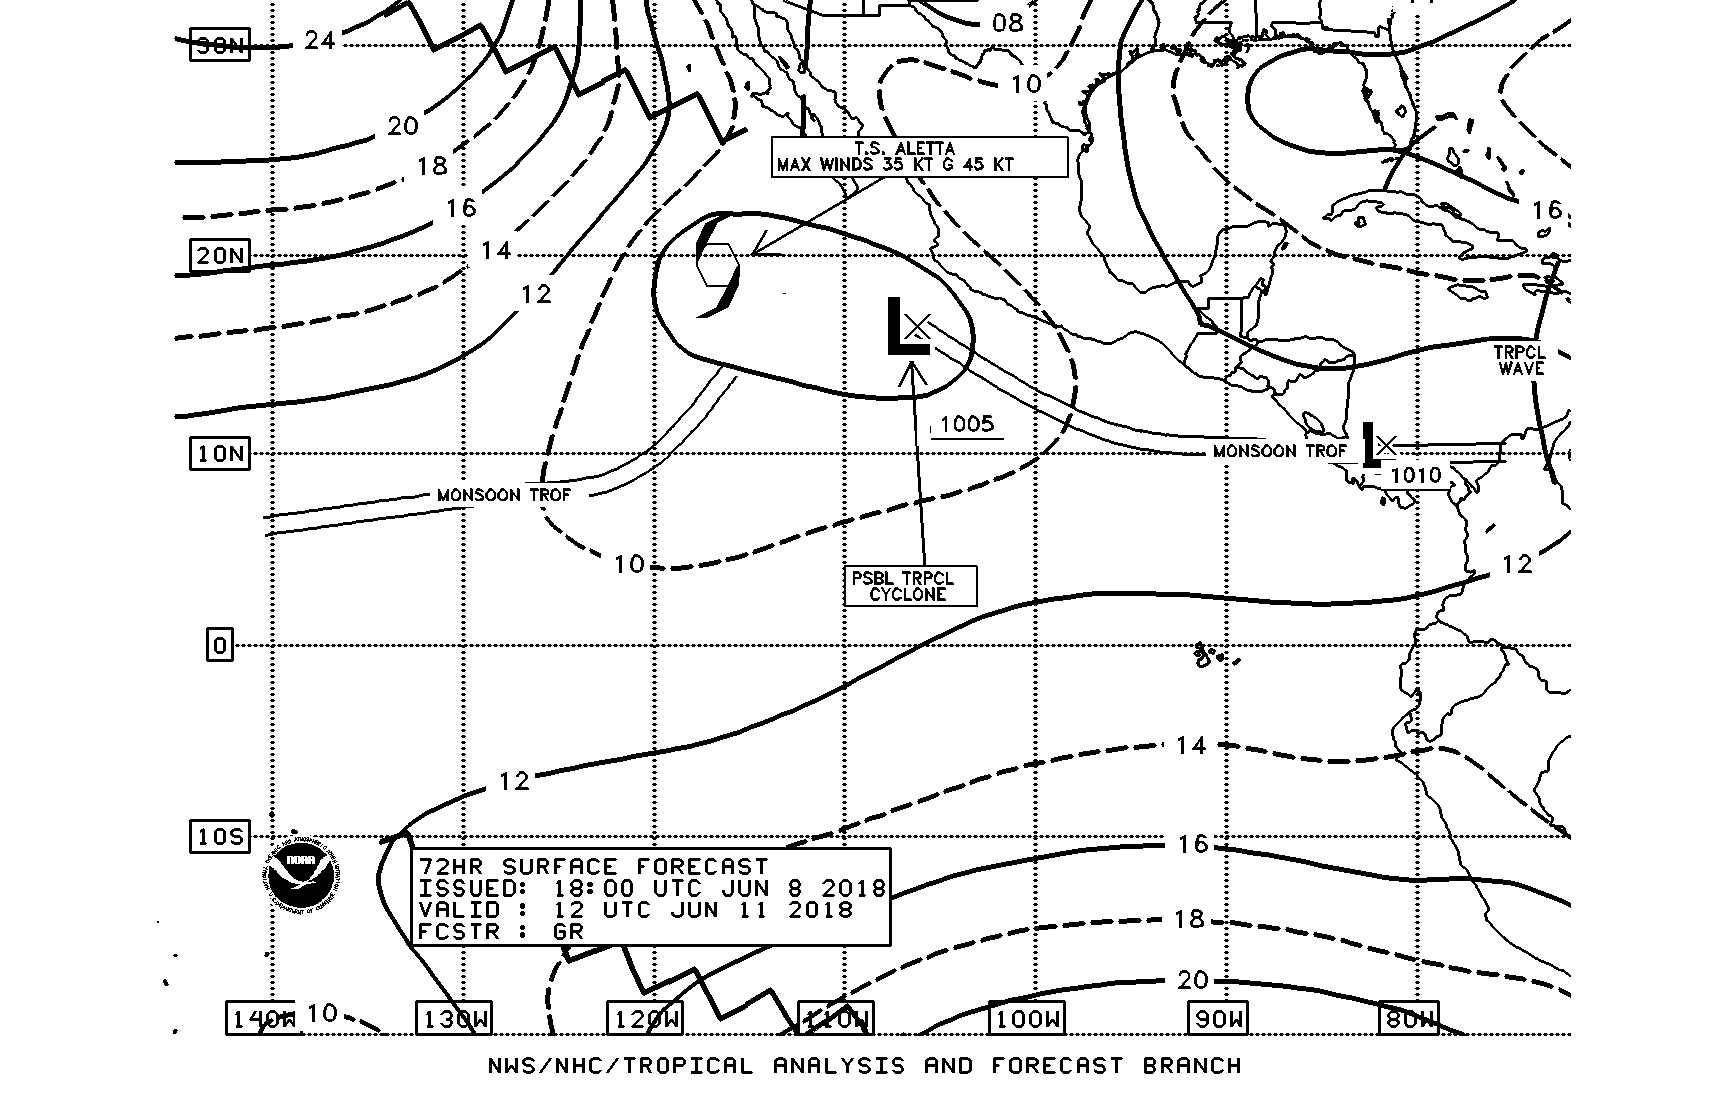 08
30N
24
10
20
T.S. ALETTA
MAX WINDS 35 KT G 45 KT
18
16
16
14
20N
12
TRPCL
WAVE
1005
10N
MONSOON TROF
1010
MONSOON TROF
10
12
PSBL TRPCL
CYCLONE
0
14
12
10S
16
NOAA
72HR SURFACE FORECAST
ISSUED: 18:00 UTC JUN 8 2018
VALID : 12 UTC JUN 11 2018
FCSTR : GR
18
20
10
140W
130W
120W
110W
100W
90W
80W
NWS/NHC/TROPICAL ANALYSIS AND FORECAST BRANCH